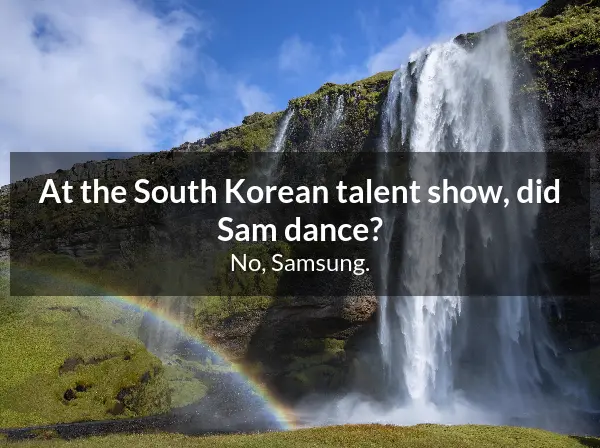 At the South Korean talent show, did
Sam dance?
No, Samsung.